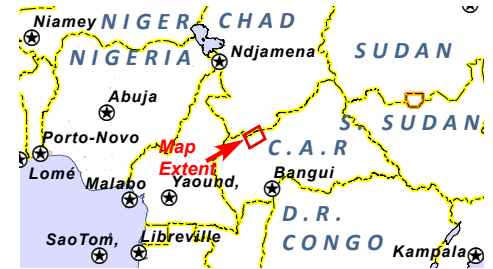 Niamey
NIGER
CHAD
NIGERIA
Ndjamena
SUDAN
Abuja
S. SUDAN
Porto-Novo
Map
Extent
C.A.R
Lomé
Malabo
Yaound,
Bangui
D.R.
CONGO
SaoTom,
Libreville
Kampala